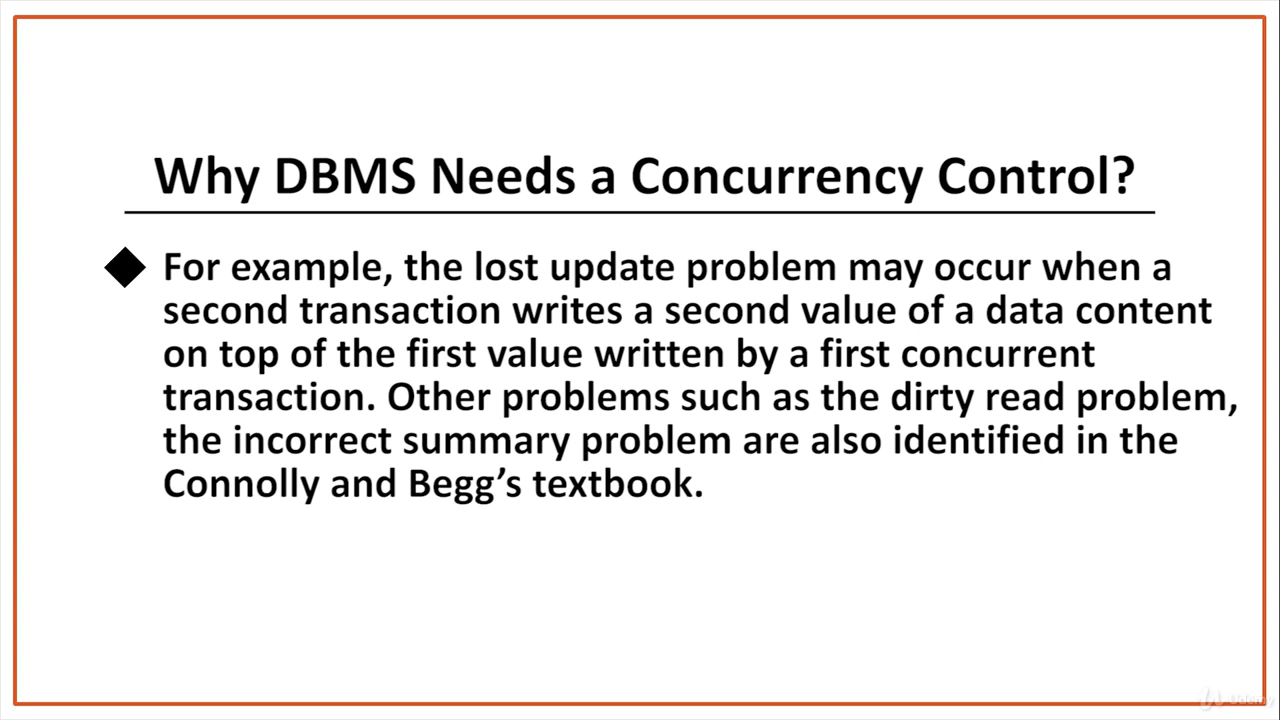 Why DBMS Needs a Concurrency Control?
For example, the lost update problem may occur when a
second transaction writes a second value of a data content
on top of the first value written by a first concurrent
transaction. Other problems such as the dirty read problem,
the incorrect summary problem are also identified in the
Connolly and Begg’s textbook.
Udemy